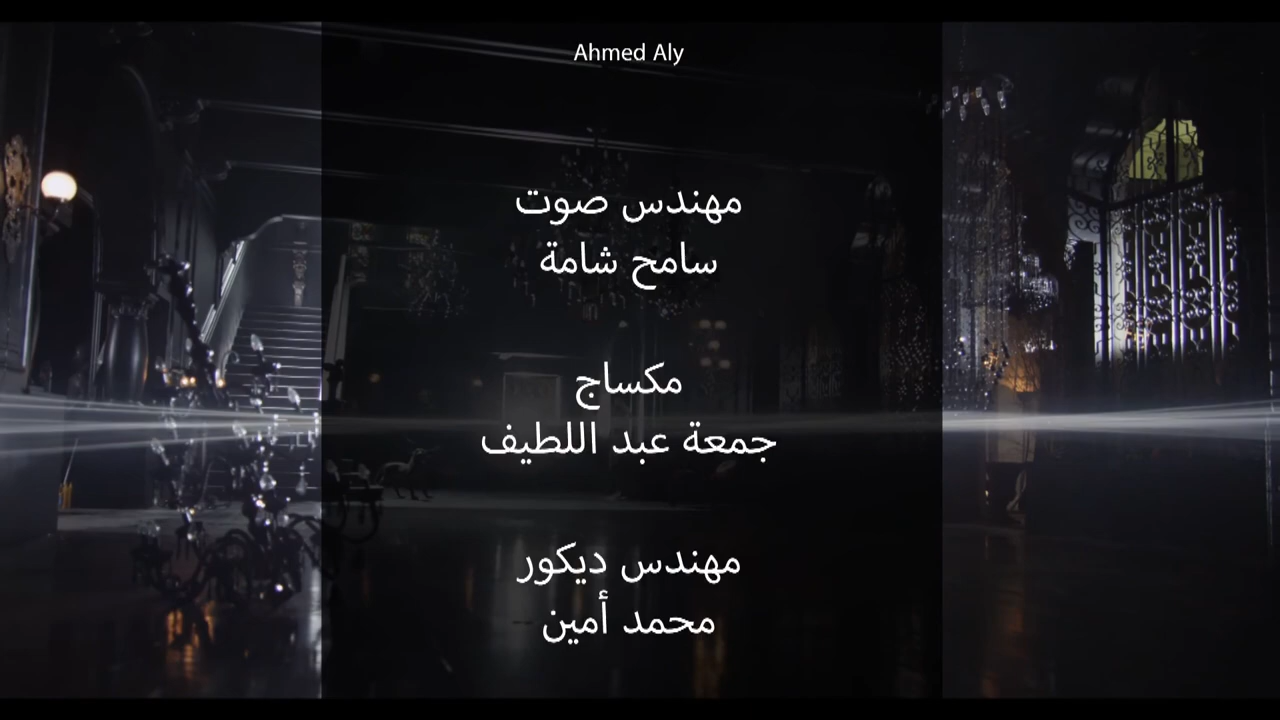 Ahmed Aly
مهندس صوت
سامح شامة
مكساج
جمعة عبد اللطيف
مهندس ديكور
محمد أمين